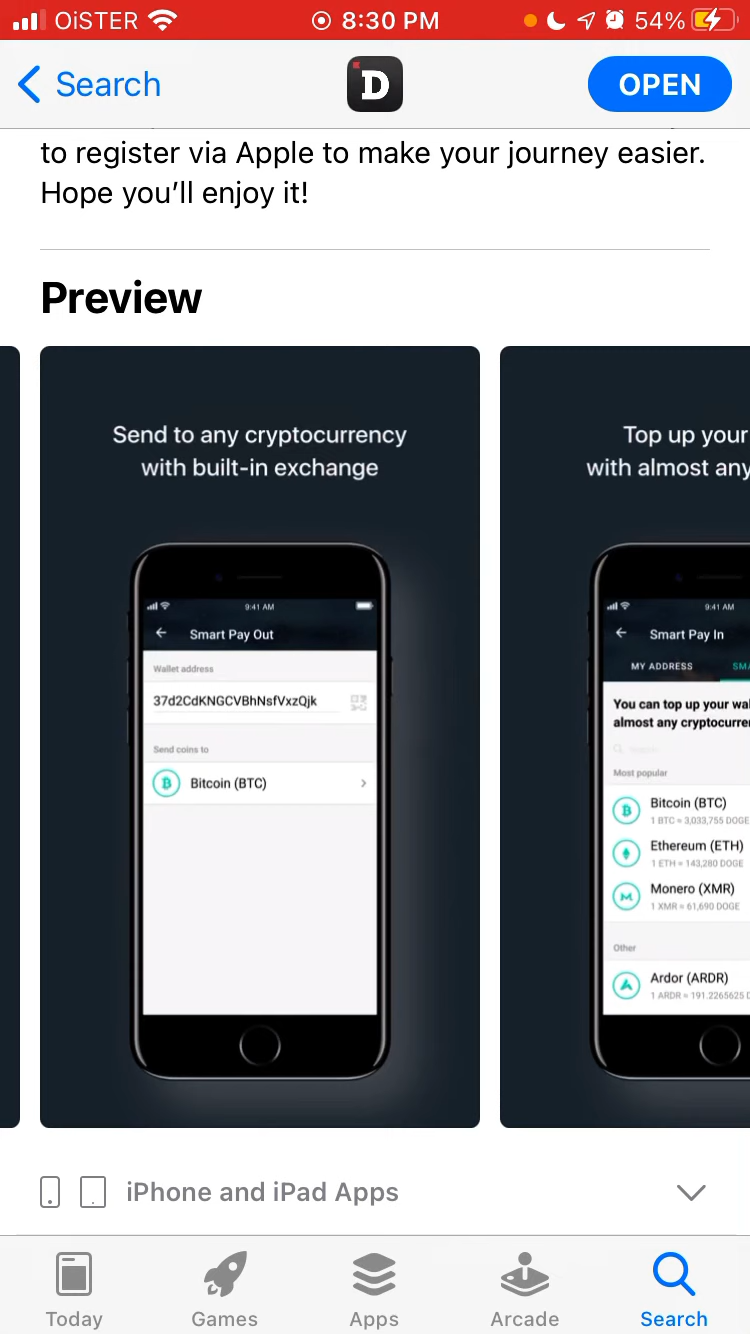 OiSTER 8:30 PM 54%
Search D OPEN
to register via Apple to make your journey easier.
Hope you’ll enjoy it!
Preview
Send to any cryptocurrency
with built-in exchange
9:41 AM
Smart Pay Out
Wallet address
37d2CdKNGCVBhNsfVxzQjk
Send coins to
Bitcoin (BTC)
Top up your
with almost any
9:41 AM
Smart Pay In
MY ADDRESS
You can top up your
almost any
Most popular
Bitcoin (BTC)
1 BTC ≈ 3,033,755 DOGE
Ethereum (ETH)
1 ETH ≈ 143,280 DOGE
Monero (XMR)
1 XMR ≈ 61,690 DOGE
Other
Ardor (ARDR)
1 ARDR ≈ 191.2265625
iPhone and iPad Apps
Today Games Apps Arcade Search